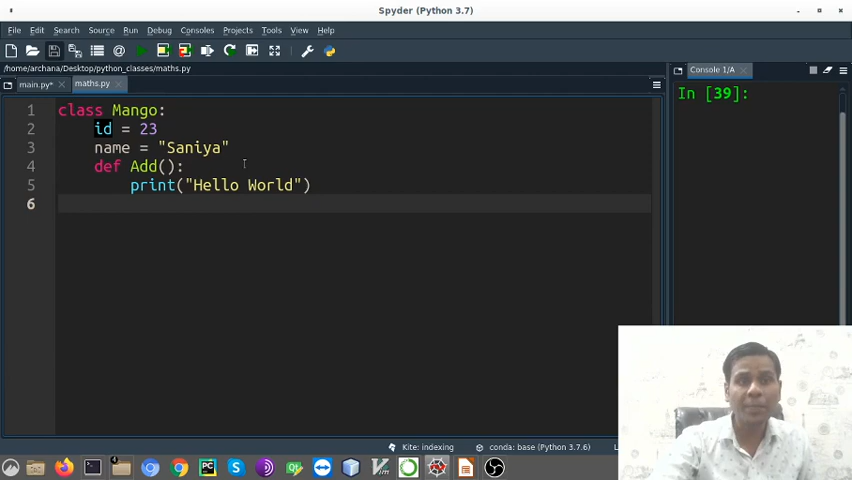 Spyder (Python 3.7)
File Edit Search Source Run Debug Consoles Projects Tools View Help
/home/archana/Desktop/python_classes/maths.py
main.py* maths.py
Console 1/A
1 class Mango:
2 id = 23
3 name = "Saniya"
4 def Add():
5 print("Hello World")
6
In [39]:
Kite: indexing conda: base (Python 3.7.6)